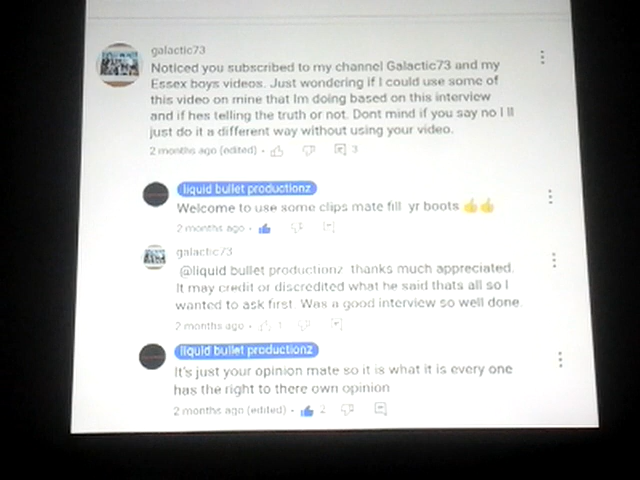 galactic73
Noticed you subscribed to my channel Galactic73 and my
Essex boys videos. Just wondering if I could use some of
this video on mine that Im doing based on this interview
and if hes telling the truth or not. Dont mind if you say no I ll
just do it a different way without using your video.
2 months ago (edited) • 3
liquid bullet productionz
Welcome to use some clips mate fill yr boots 👍👍
2 months ago •
galactic73
@liquid bullet productionz thanks much appreciated.
It may credit or discredited what he said thats all so I
wanted to ask first. Was a good interview so well done.
2 months ago • 1
liquid bullet productionz
It's just your opinion mate so it is what it is every one
has the right to there own opinion
2 months ago (edited) • 2